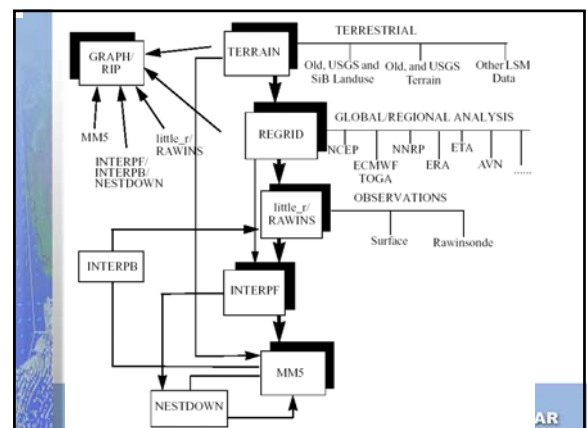 TERRESTRIAL
GRAPH/
RIP
TERRAIN
Old, USGS and
SiB Landuse
Old, and USGS
Terrain
Other LSM
Data
GLOBAL/REGIONAL ANALYSIS
MM5
little_r/
RAWINS
INTERPF/
INTERPB/
NESTDOWN
REGRID
NCEP
ECMWF
TOGA
NNRP
ERA
ETA
AVN
......
little_r/
RAWINS
OBSERVATIONS
Surface
Rawinsonde
INTERPB
INTERPF
MM5
NESTDOWN
AR